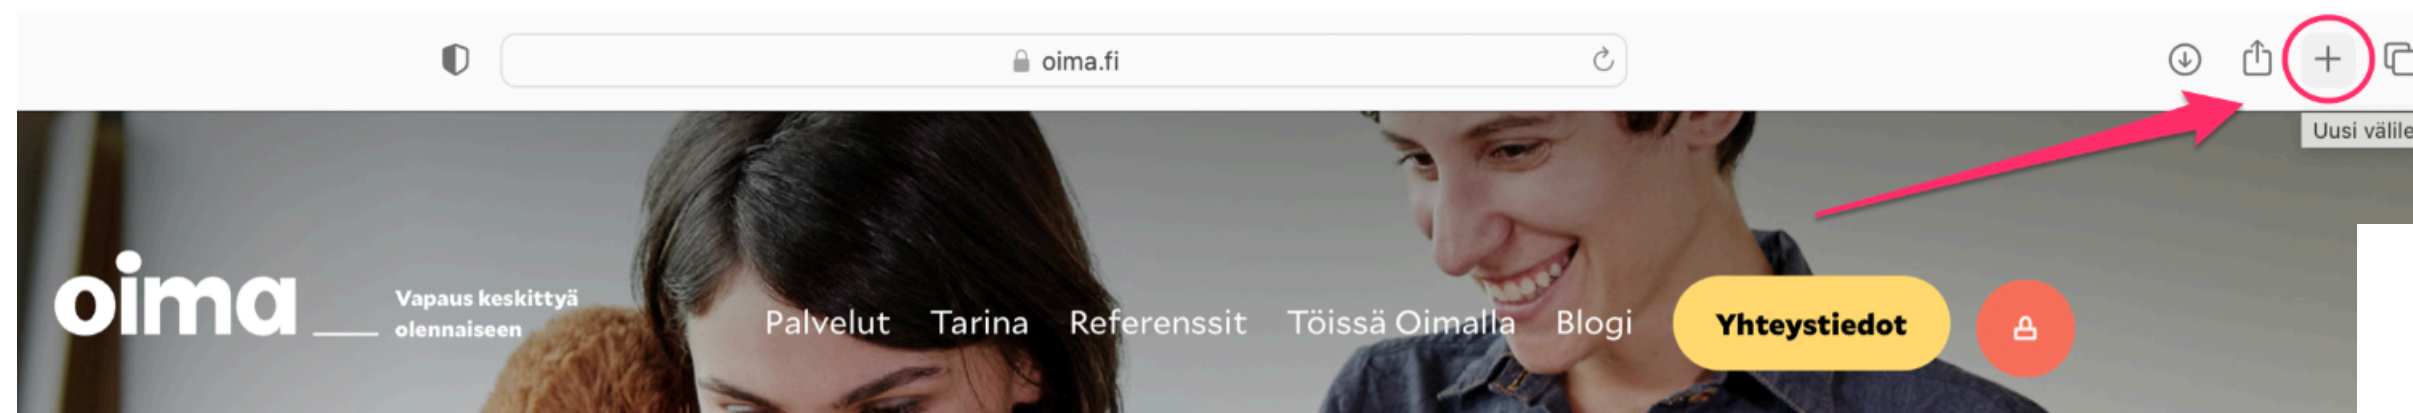 oima.fi
Uusi välile
oima
Vapaus keskittyä
olennaiseen
Palvelut Tarina Referenssit Töissä Oimalla Blogi Yhteystiedot